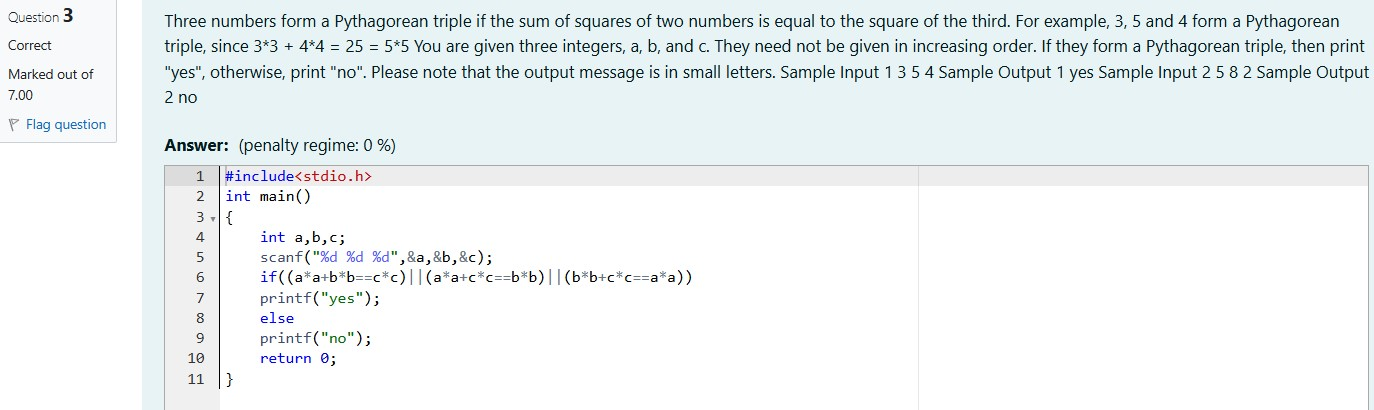 Question 3
Correct
Marked out of
7.00
Flag question
Three numbers form a Pythagorean triple if the sum of squares of two numbers is equal to the square of the third. For example, 3, 5 and 4 form a Pythagorean
triple, since 3*3 + 4*4 = 25 = 5*5 You are given three integers, a, b, and c. They need not be given in increasing order. If they form a Pythagorean triple, then print
"yes", otherwise, print "no". Please note that the output message is in small letters. Sample Input 1 3 5 4 Sample Output 1 yes Sample Input 2 5 8 2 Sample Output
2 no
Answer: (penalty regime: 0 %)
1 #include<stdio.h>
2 int main()
3 {
4 int a,b,c;
5 scanf("%d %d %d",&a,&b,&c);
6 if((a*a+b*b==c*c)||(a*a+c*c==b*b)||(b*b+c*c==a*a))
7 printf("yes");
8 else
9 printf("no");
10 return 0;
11 }